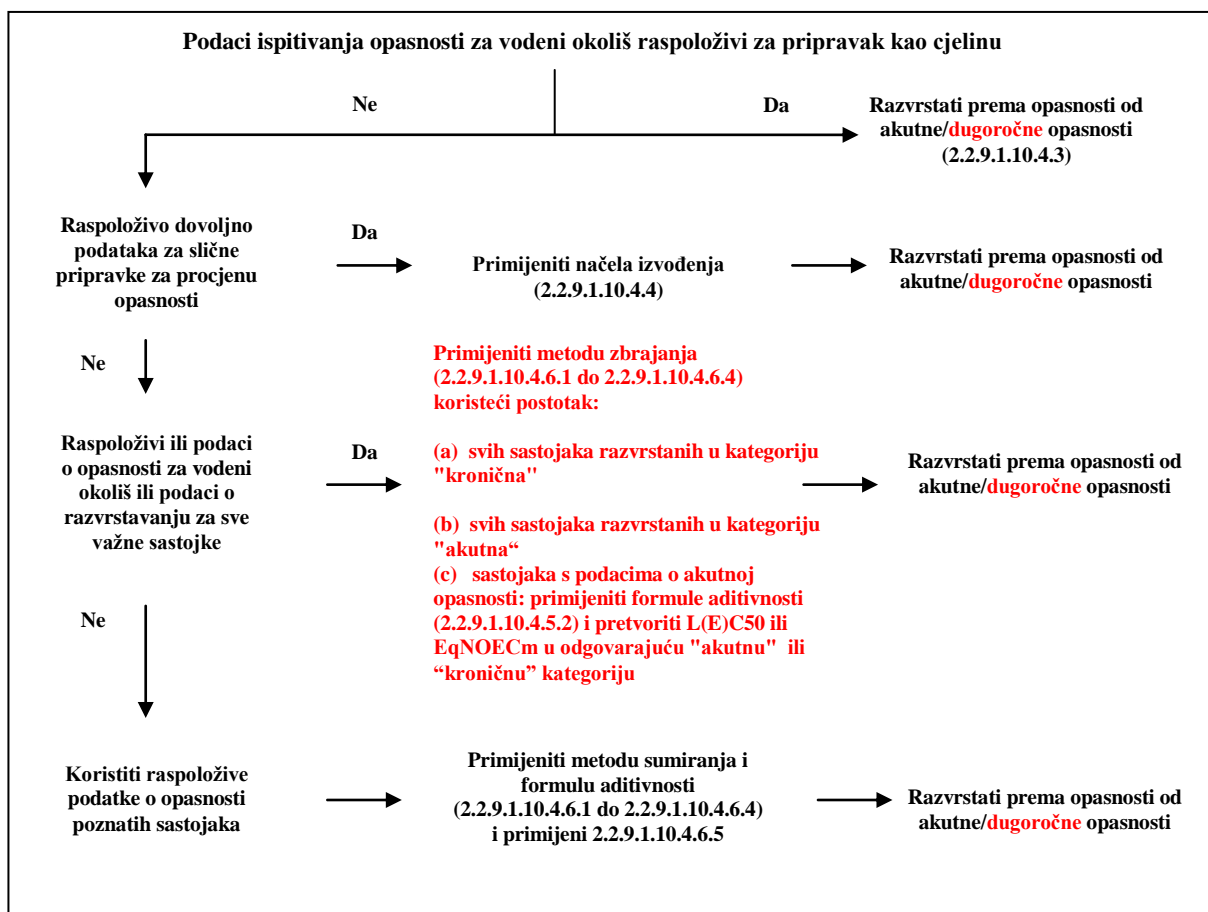 Podaci ispitivanja opasnosti za vodeni okoliš raspoloživi za pripravak kao cjelinu
Ne
Da
Razvrstati prema opasnosti od
akutne/dugoročne opasnosti
(2.2.9.1.10.4.3)
Raspoloživo dovoljno
podataka za slične
pripravke za procjenu
opasnosti
Da
Primijeniti načela izvođenja
(2.2.9.1.10.4.4)
Razvrstati prema opasnosti od
akutne/dugoročne opasnosti
Ne
Primijeniti metodu zbrajanja
(2.2.9.1.10.4.6.1 do 2.2.9.1.10.4.6.4)
koristeći postotak:
Raspoloživi ili podaci
o opasnosti za vodeni
okoliš ili podaci o
razvrstavanju za sve
važne sastojke
Da
(a) svih sastojaka razvrstanih u kategoriju
"kronična"
(b) svih sastojaka razvrstanih u kategoriju
"akutna“
(c) sastojaka s podacima o akutnoj
opasnosti: primijeniti formule aditivnosti
(2.2.9.1.10.4.5.2) i pretvoriti L(E)C50 ili
EqNOECm u odgovarajuću "akutnu" ili
“kroničnu” kategoriju
Razvrstati prema opasnosti od
akutne/dugoročne opasnosti
Ne
Koristiti raspoložive
podatke o opasnosti
poznatih sastojaka
Primijeniti metodu sumiranja i
formulu aditivnosti
(2.2.9.1.10.4.6.1 do 2.2.9.1.10.4.6.4)
i primijeni 2.2.9.1.10.4.6.5
Razvrstati prema opasnosti od
akutne/dugoročne opasnosti